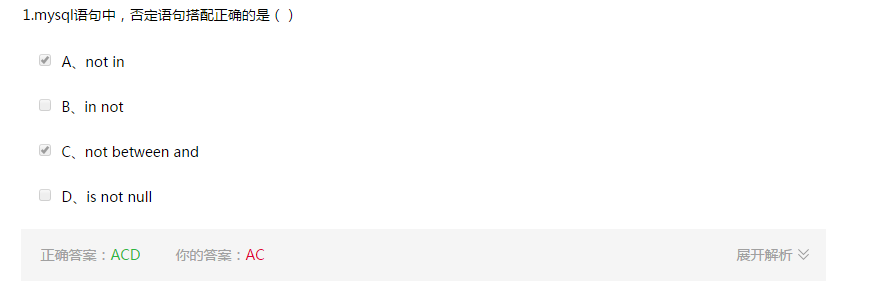 1.mysql语句中，否定语句搭配正确的是（ ）
A、not in
B、in not
C、not between and
D、is not null
正确答案：ACD 你的答案：AC 展开解析